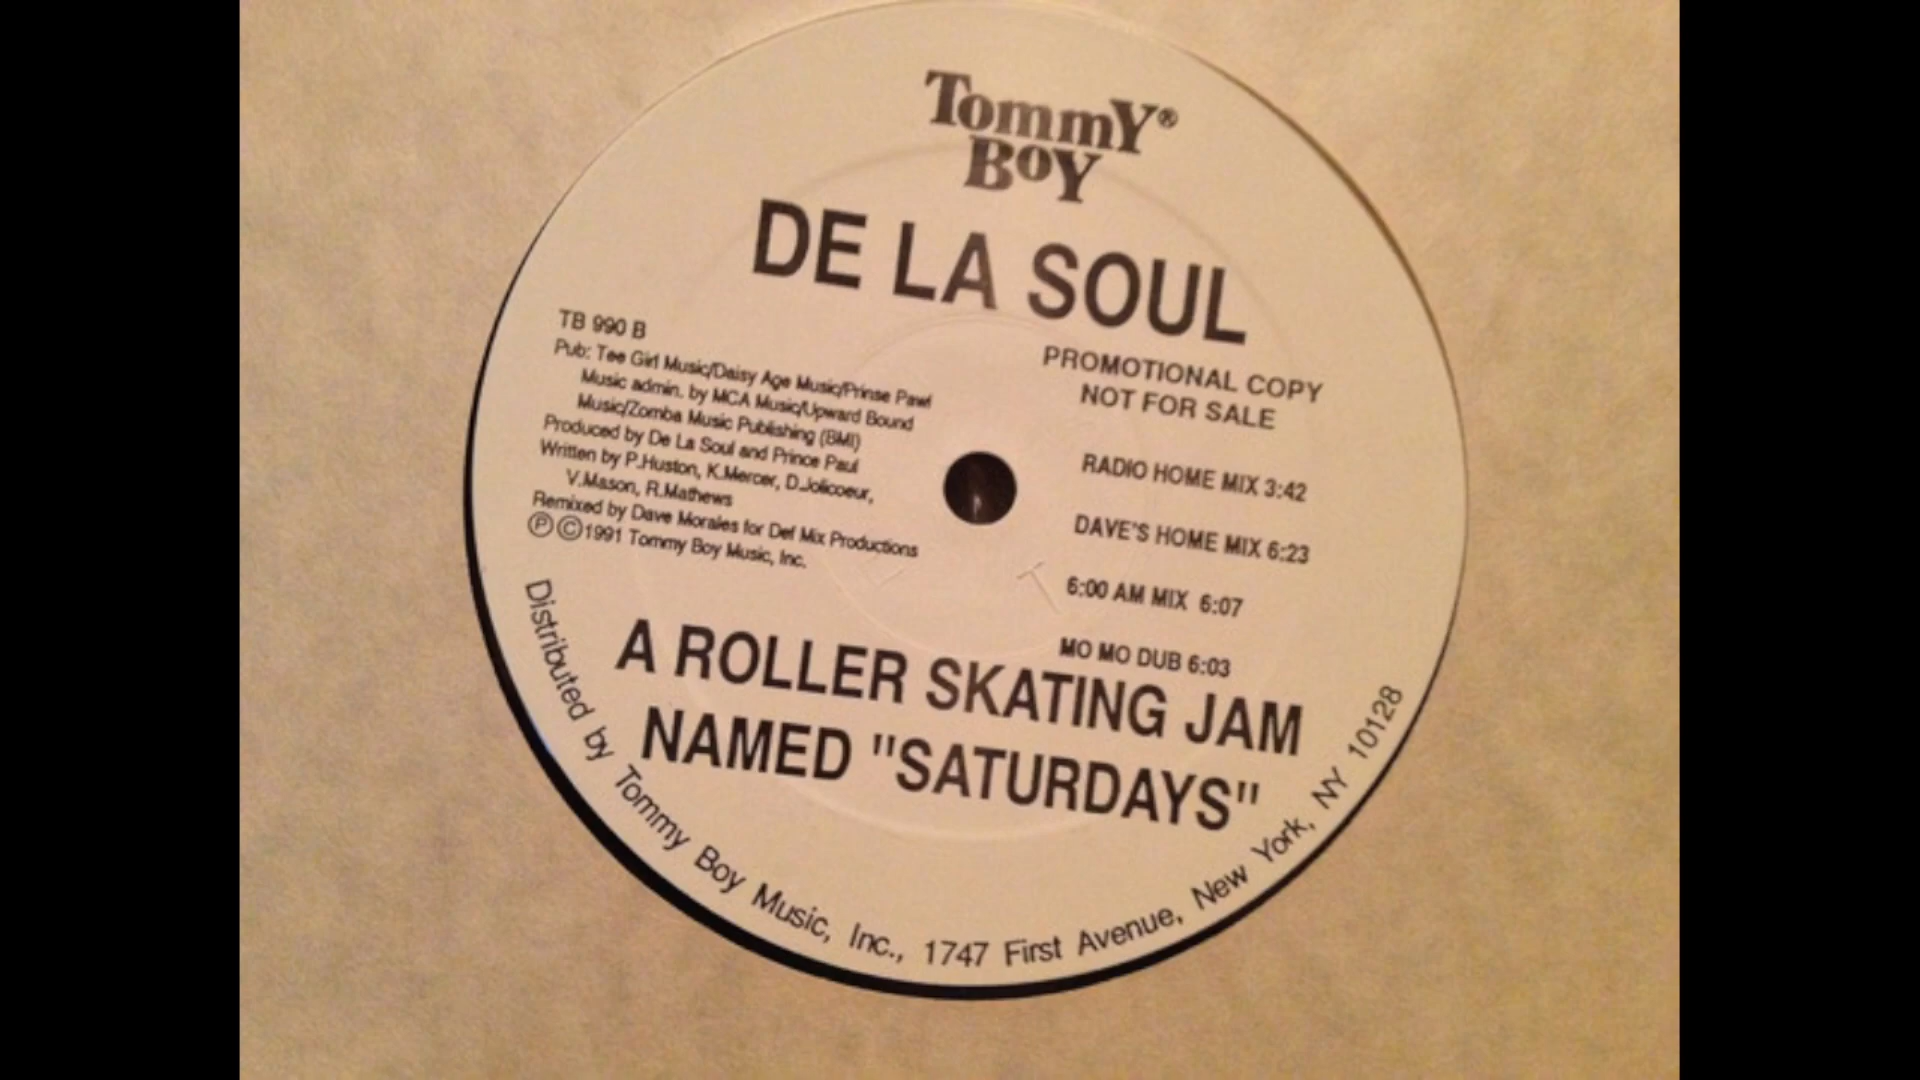 TommY®
BoY
DE LA SOUL
TB 990 B
Pub: Tee Girl Music/Daisy Age Music/Prinse Pawl
Music admin. by MCA Music/Upward Bound
Music/Zomba Music Publishing (BMI)
Produced by De La Soul and Prince Paul
Written by P.Huston, K.Mercer, D.Jolicoeur,
V.Mason, R.Mathews
Remixed by Dave Morales for Def Mix Productions
Ⓟ©1991 Tommy Boy Music, Inc.
PROMOTIONAL COPY
NOT FOR SALE
RADIO HOME MIX 3:42
DAVE'S HOME MIX 6:23
6:00 AM MIX 6:07
MO MO DUB 6:03
A ROLLER SKATING JAM
NAMED "SATURDAYS"
Distributed by Tommy Boy Music, Inc., 1747 First Avenue, New York, NY 10128